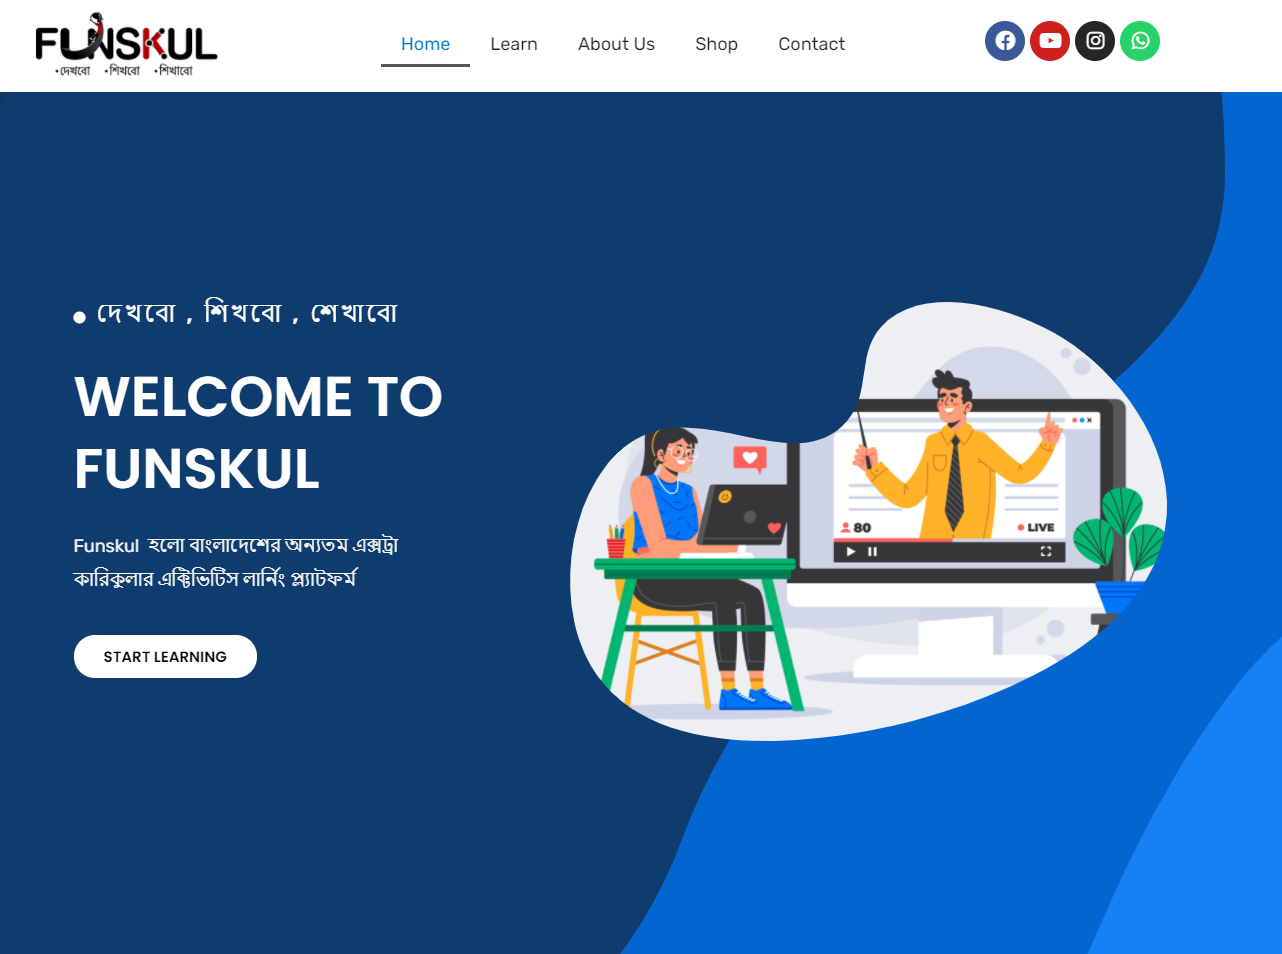 FUNSKUL
•দেখবো •শিখবো •শিখাবো
Home Learn About Us Shop Contact
দেখবো , শিখবো , শেখাবো
WELCOME TO
FUNSKUL
Funskul হলো বাংলাদেশের অন্যতম এক্সট্রা
কারিকুলার এক্টিভিটিস লার্নিং প্ল্যাটফর্ম
START LEARNING
80
LIVE